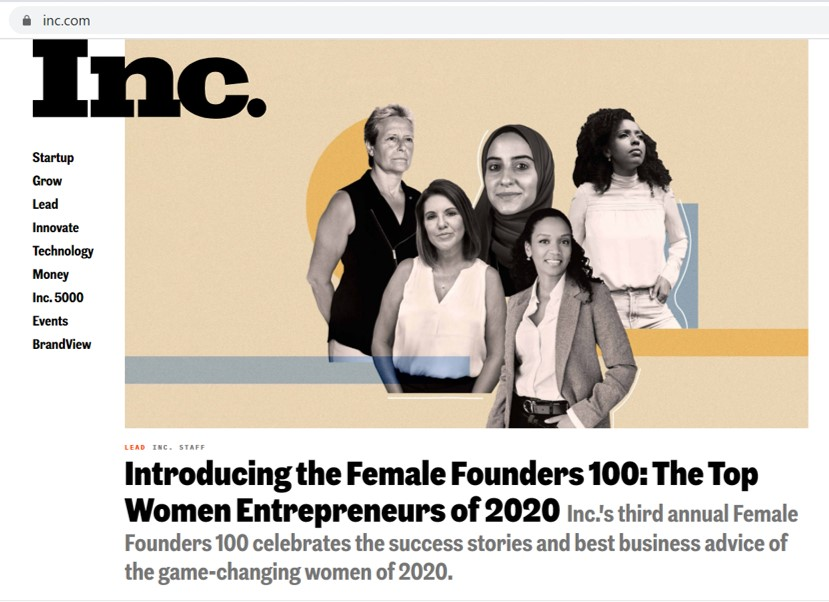 inc.com
Inc.
Startup
Grow
Lead
Innovate
Technology
Money
Inc. 5000
Events
BrandView
LEAD INC. STAFF
Introducing the Female Founders 100: The Top
Women Entrepreneurs of 2020 Inc.'s third annual Female
Founders 100 celebrates the success stories and best business advice of
the game-changing women of 2020.